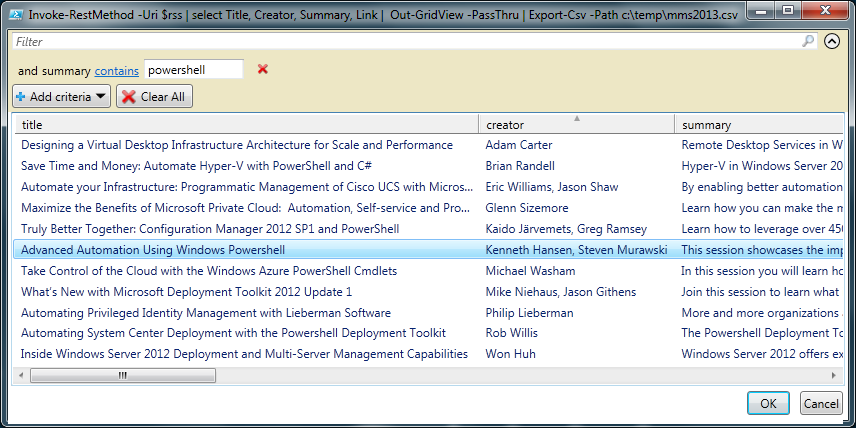 Invoke-RestMethod -Uri $rss | select Title, Creator, Summary, Link | Out-GridView -PassThru | Export-Csv -Path c:\temp\mms2013.csv
Filter
and summary contains powershell
Add criteria Clear All
title creator summary
Designing a Virtual Desktop Infrastructure Architecture for Scale and Performance Adam Carter Remote Desktop Services in W
Save Time and Money: Automate Hyper-V with PowerShell and C# Brian Randell Hyper-V in Windows Server 20
Automate your Infrastructure: Programmatic Management of Cisco UCS with Micros... Eric Williams, Jason Shaw By enabling better automation
Maximize the Benefits of Microsoft Private Cloud: Automation, Self-service and Pro... Glenn Sizemore Learn how you can make the m
Truly Better Together: Configuration Manager 2012 SP1 and PowerShell Kaido Järvemets, Greg Ramsey Learn how to leverage over 450
Advanced Automation Using Windows Powershell Kenneth Hansen, Steven Murawski This session showcases the imp
Take Control of the Cloud with the Windows Azure PowerShell Cmdlets Michael Washam In this session you will learn ho
What's New with Microsoft Deployment Toolkit 2012 Update 1 Mike Niehaus, Jason Githens Join this session to learn what
Automating Privileged Identity Management with Lieberman Software Philip Lieberman More and more organizations a
Automating System Center Deployment with the Powershell Deployment Toolkit Rob Willis The Powershell Deployment To
Inside Windows Server 2012 Deployment and Multi-Server Management Capabilities Won Huh Windows Server 2012 offers ex
OK Cancel